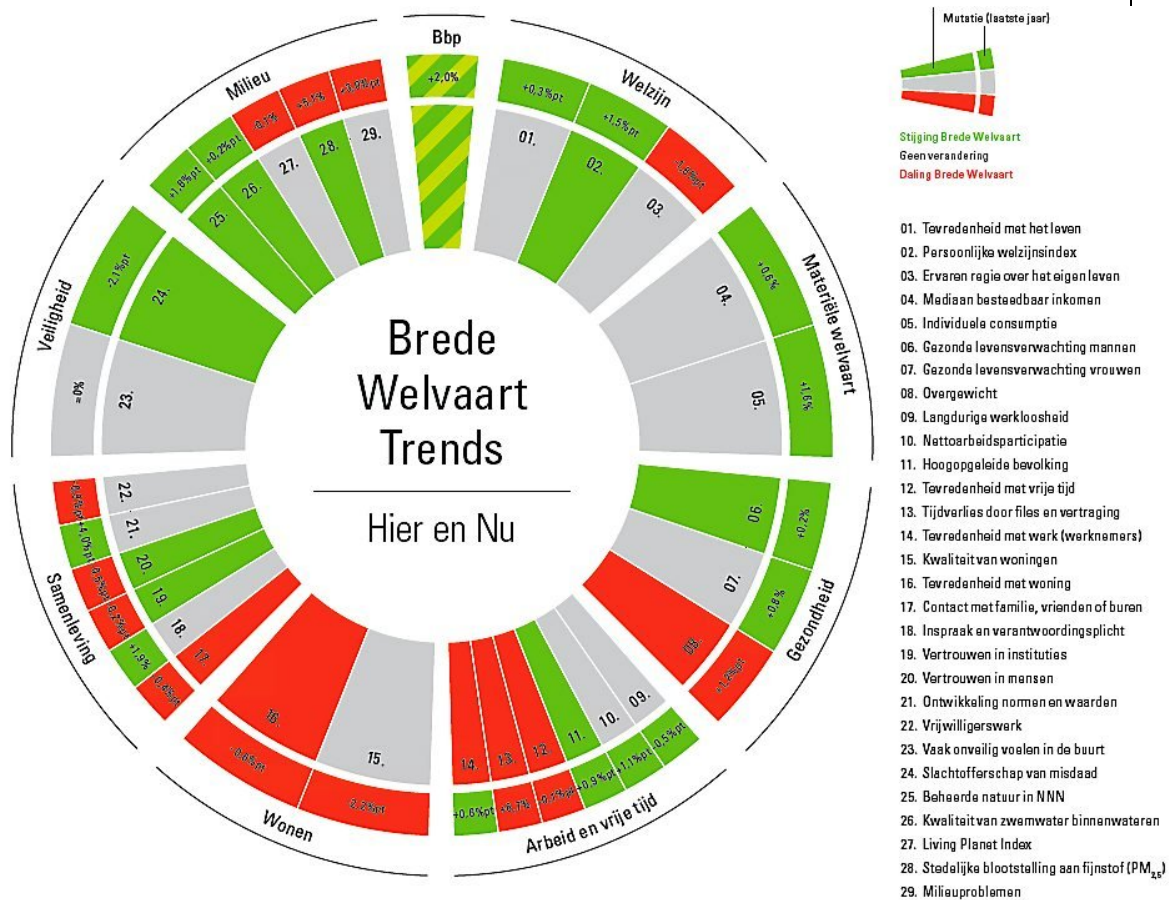 Mutatie (laatste jaar)
Stijging Brede Welvaart
Geen verandering
Daling Brede Welvaart
Bbp
+2,0%
Welzijn
+0,3%pt
+1,5%pt
01.
02.
03.
Materiële welvaart
+0,6%
+1,6%
04.
05.
Gezondheid
+0,2%
+0,8%
+1,2%pt
06.
07.
08.
Arbeid en vrije tijd
-0,5%pt
+1,1%pt
+0,9%pt
-0,1%pt
+6,7%
+0,6%pt
09.
10.
11.
12.
13.
14.
Wonen
-2,2%pt
-0,6%pt
15.
16.
Samenleving
+1,9%
+4,0%pt
17.
18.
19.
20.
21.
22.
Veiligheid
=0%
-2,1%pt
23.
24.
Milieu
+1,8%pt
+0,2%pt
25.
26.
27.
28.
29.
Brede
Welvaart
Trends
Hier en Nu
01. Tevredenheid met het leven
02. Persoonlijke welzijnsindex
03. Ervaren regie over het eigen leven
04. Mediaan besteedbaar inkomen
05. Individuele consumptie
06. Gezonde levensverwachting mannen
07. Gezonde levensverwachting vrouwen
08. Overgewicht
09. Langdurige werkloosheid
10. Nettoarbeidsparticipatie
11. Hoogopgeleide bevolking
12. Tevredenheid met vrije tijd
13. Tijdverlies door files en vertraging
14. Tevredenheid met werk (werknemers)
15. Kwaliteit van woningen
16. Tevredenheid met woning
17. Contact met familie, vrienden of buren
18. Inspraak en verantwoordingsplicht
19. Vertrouwen in instituties
20. Vertrouwen in mensen
21. Ontwikkeling normen en waarden
22. Vrijwilligerswerk
23. Vaak onveilig voelen in de buurt
24. Slachtofferschap van misdaad
25. Beheerde natuur in NNN
26. Kwaliteit van zwemwater binnenwateren
27. Living Planet Index
28. Stedelijke blootstelling aan fijnstof (PM2,5)
29. Milieuproblemen